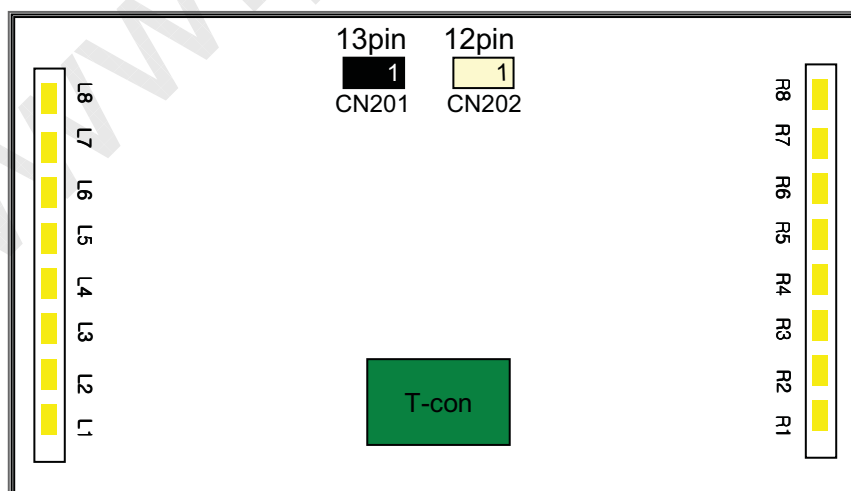 13pin 12pin
1 1
CN201 CN202
L8
L7
L6
L5
L4
L3
L2
L1
R8
R7
R6
R5
R4
R3
R2
R1
T-con